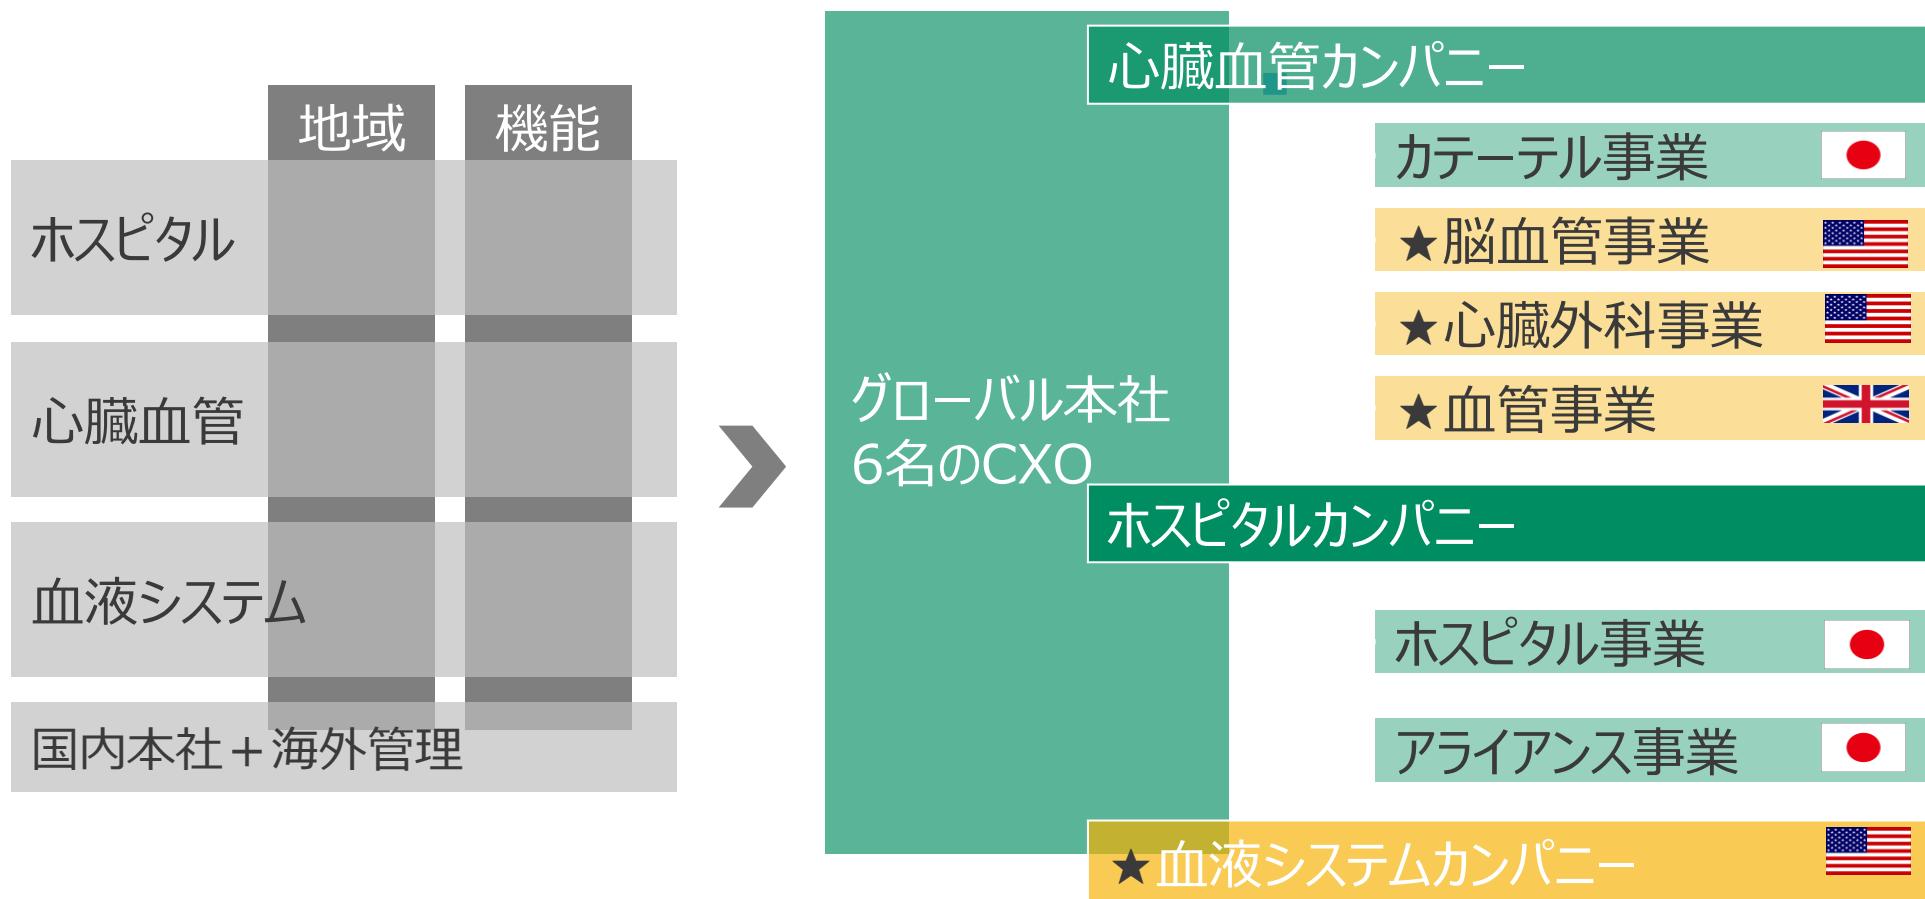 地域
機能
ホスピタル
心臓血管
血液システム
国内本社+海外管理
グローバル本社
6名のCXO
心臓血管カンパニー
カテーテル事業
★脳血管事業
★心臓外科事業
★血管事業
ホスピタルカンパニー
ホスピタル事業
アライアンス事業
★血液システムカンパニー